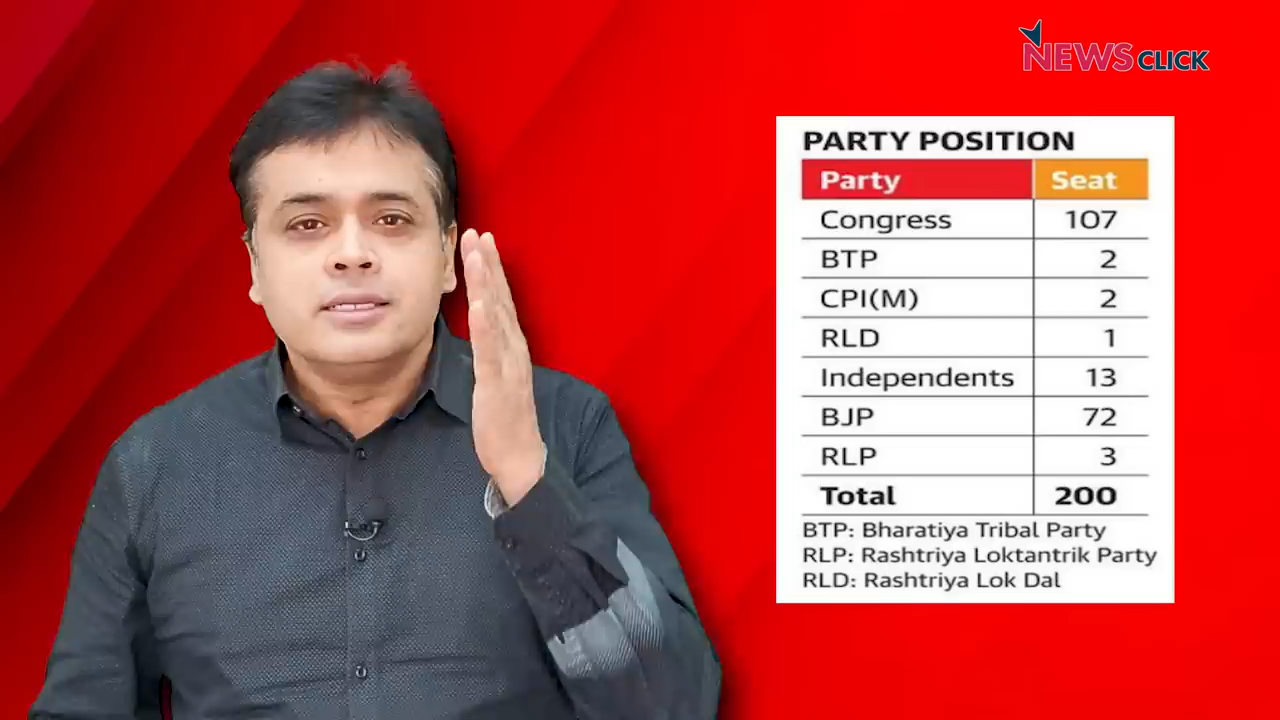 NEWSCLICK
PARTY POSITION
Party Seat
Congress 107
BTP 2
CPI(M) 2
RLD 1
Independents 13
BJP 72
RLP 3
Total 200
BTP: Bharatiya Tribal Party
RLP: Rashtriya Loktantrik Party
RLD: Rashtriya Lok Dal